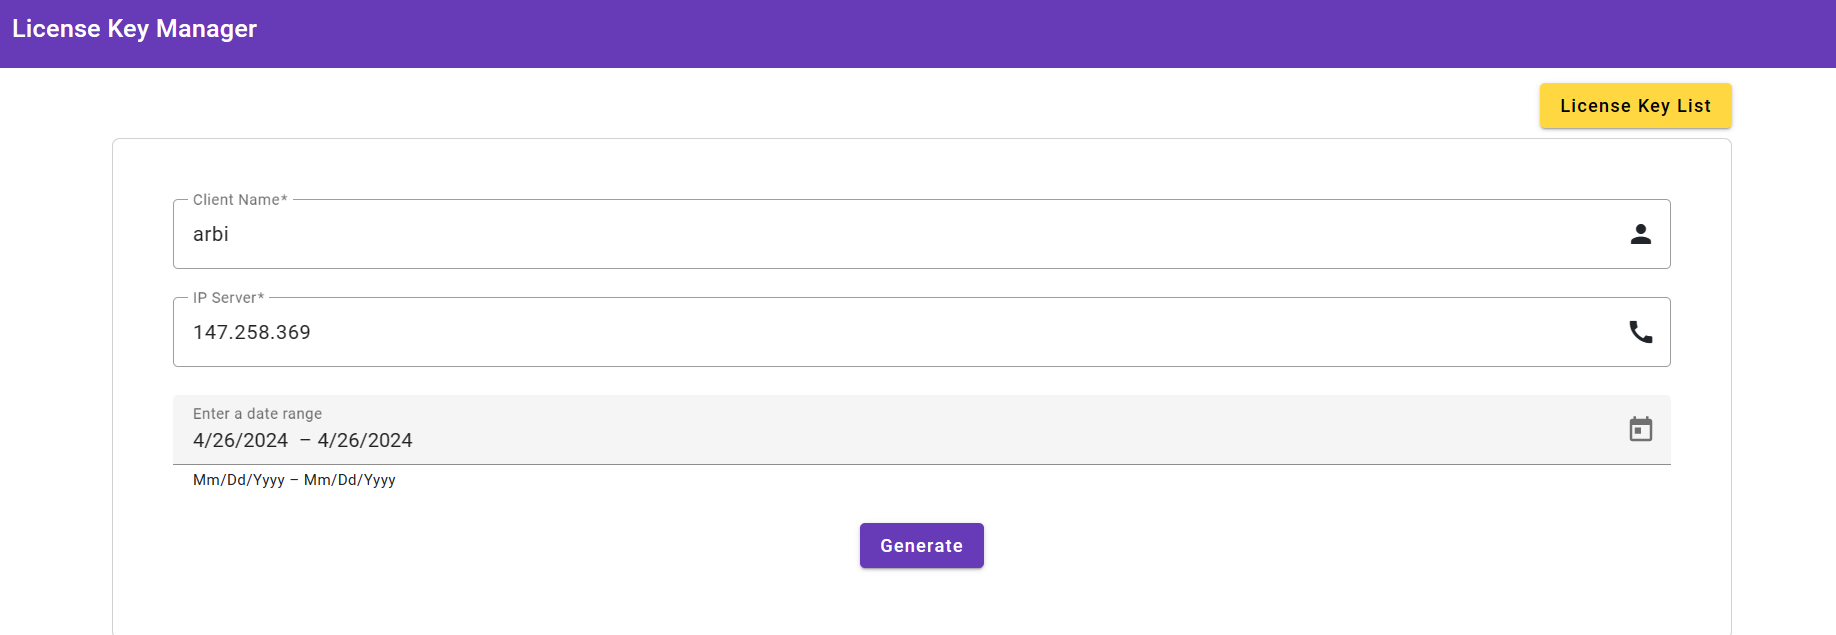 License Key Manager
License Key List
Client Name*
arbi
IP Server*
147.258.369
Enter a date range
4/26/2024 – 4/26/2024
Mm/Dd/Yyyy – Mm/Dd/Yyyy
Generate